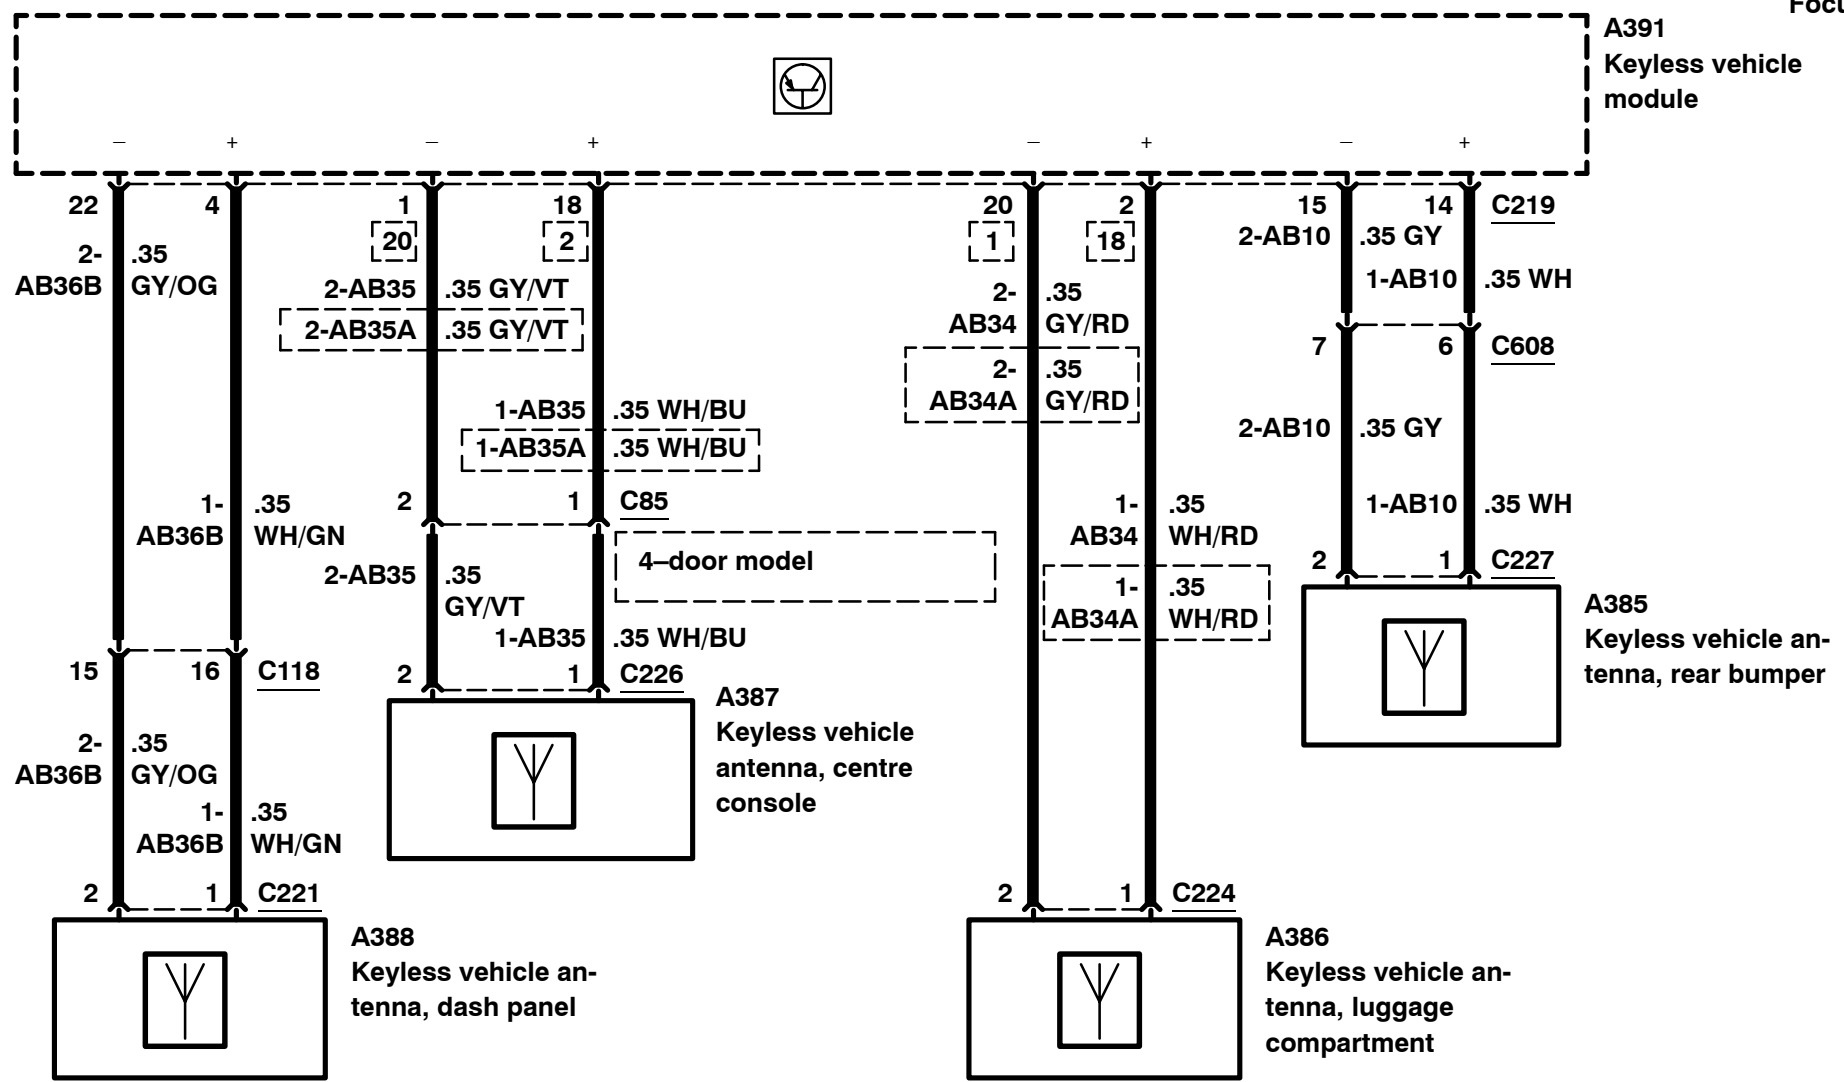 Focu
A391
Keyless vehicle
module
– + – + – + – +
22 4 1 18 20 2 15 14 C219
20 2 1 18
2-AB10 .35 GY
2- .35
AB36B GY/OG
1-AB10 .35 WH
2-AB35 .35 GY/VT
2- .35
AB34 GY/RD
2-AB35A .35 GY/VT
7 6 C608
2- .35
AB34A GY/RD
1-AB35 .35 WH/BU
2-AB10 .35 GY
1-AB35A .35 WH/BU
2 1 C85
1- .35
AB36B WH/GN
1- .35
AB34 WH/RD
1-AB10 .35 WH
4–door model
2 1 C227
2-AB35 .35
GY/VT
1- .35
AB34A WH/RD
A385
Keyless vehicle an-
tenna, rear bumper
1-AB35 .35 WH/BU
15 16 C118
2 1 C226
A387
Keyless vehicle
antenna, centre
console
2- .35
AB36B GY/OG
1- .35
AB36B WH/GN
2 1 C221
2 1 C224
A388
Keyless vehicle an-
tenna, dash panel
A386
Keyless vehicle an-
tenna, luggage
compartment